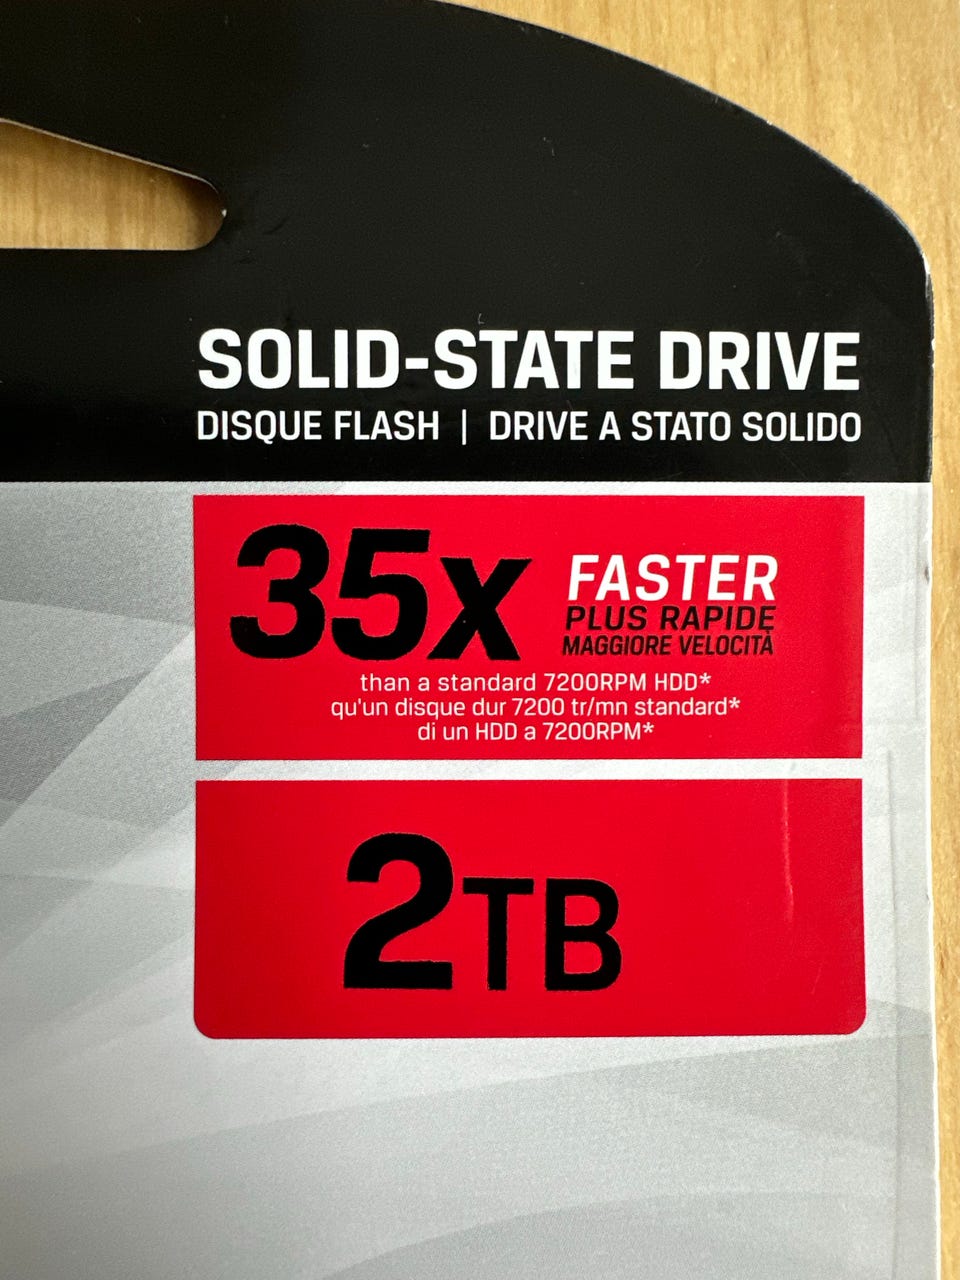 SOLID-STATE DRIVE
DISQUE FLASH | DRIVE A STATO SOLIDO
35x FASTER
PLUS RAPIDE
MAGGIORE VELOCITÀ
than a standard 7200RPM HDD*
qu'un disque dur 7200 tr/mn standard*
di un HDD a 7200RPM*
2TB